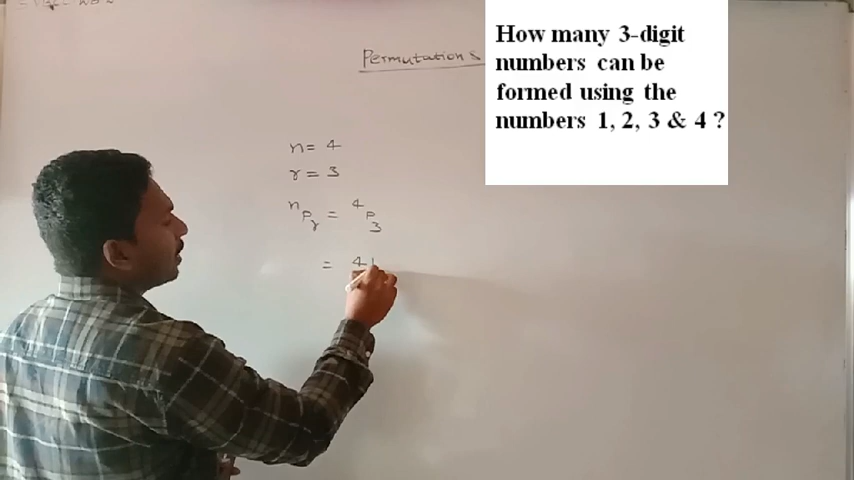 Permutations
How many 3-digit
numbers can be
formed using the
numbers 1, 2, 3 & 4 ?
n = 4
r = 3
nPr = 4P3
= 4!